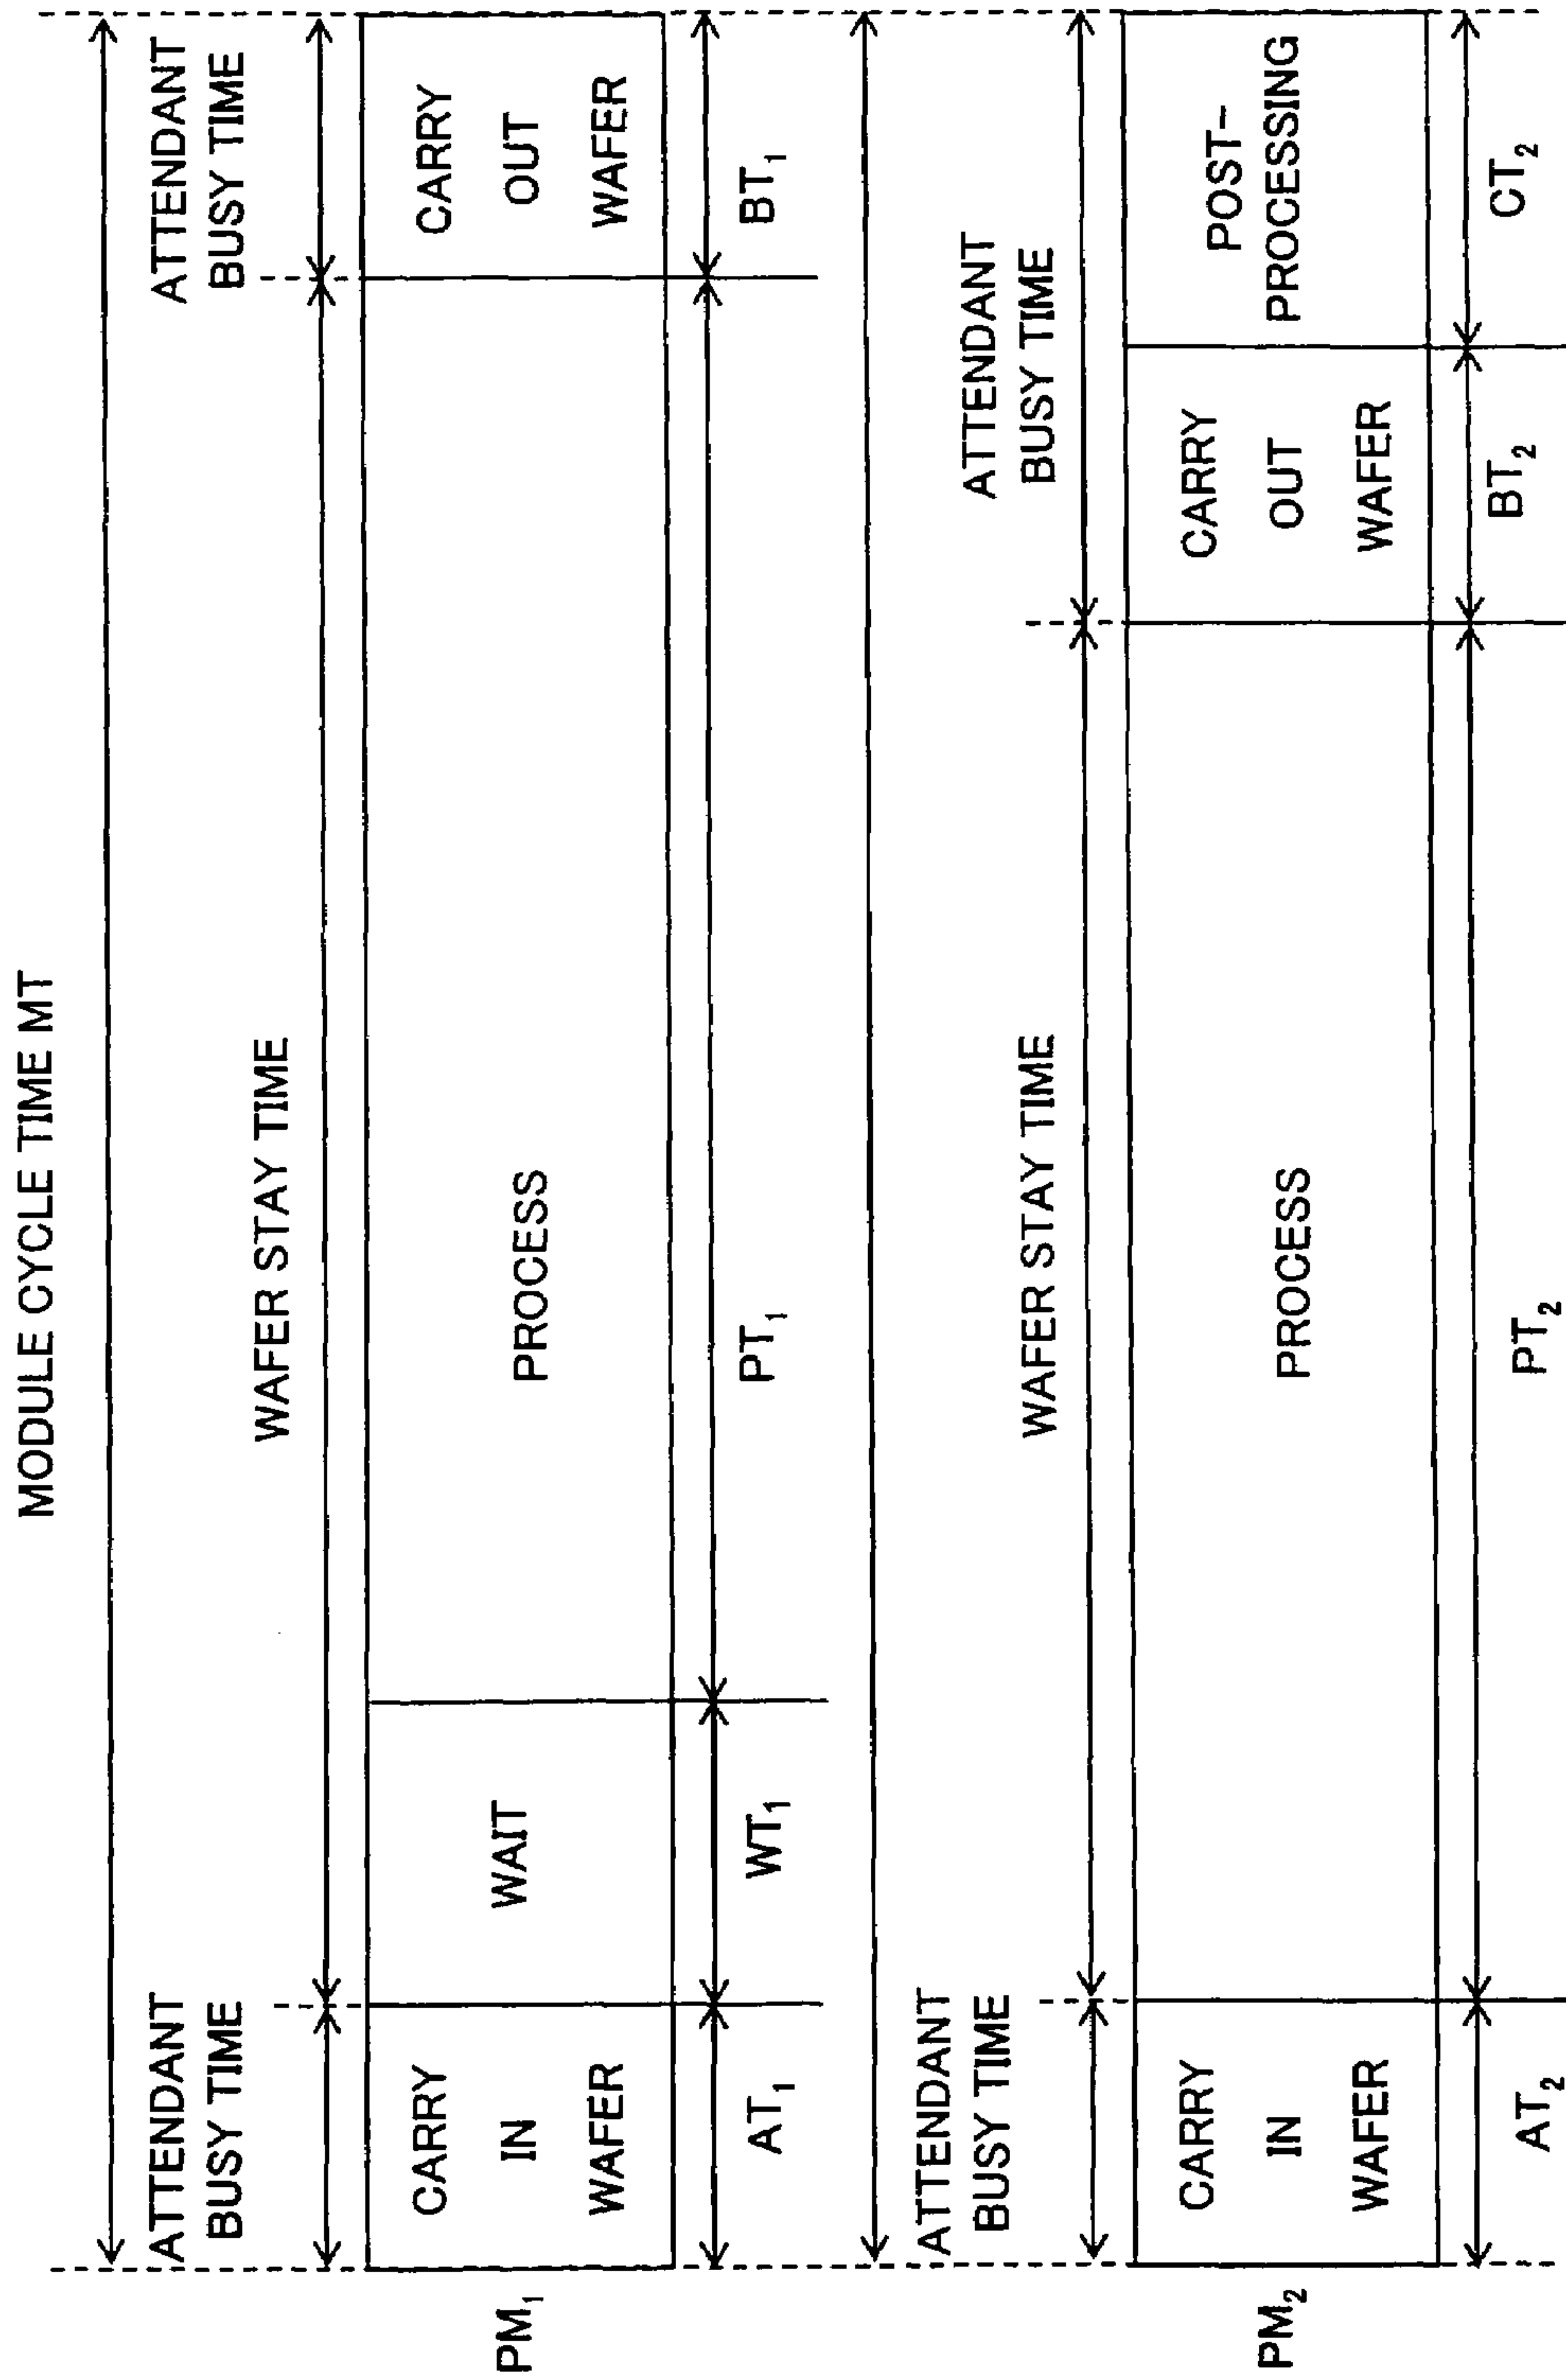 MODULE CYCLE TIME MT
ATTENDANT
BUSY TIME
WAFER STAY TIME
ATTENDANT
BUSY TIME
PM₁
CARRY
IN
WAFER
WAIT
PROCESS
CARRY
OUT
WAFER
AT₁
WT₁
PT₁
BT₁
ATTENDANT
BUSY TIME
WAFER STAY TIME
ATTENDANT
BUSY TIME
PM₂
CARRY
IN
WAFER
PROCESS
CARRY
OUT
WAFER
POST-
PROCESSING
AT₂
PT₂
BT₂
CT₂